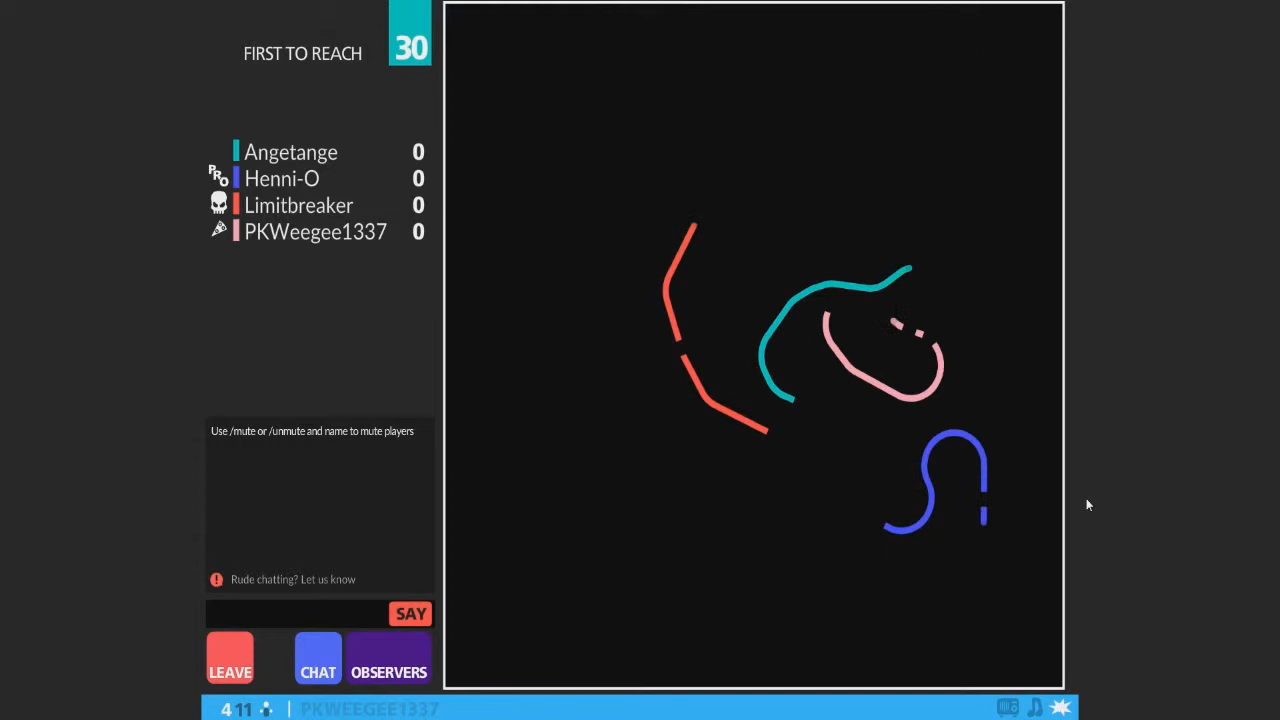 FIRST TO REACH 30
Angetange 0
PRO Henni-O 0
Limitbreaker 0
PKWeegee1337 0
Use /mute or /unmute and name to mute players
Rude chatting? Let us know
SAY
LEAVE CHAT OBSERVERS
4 11 PKWEEGEE1337